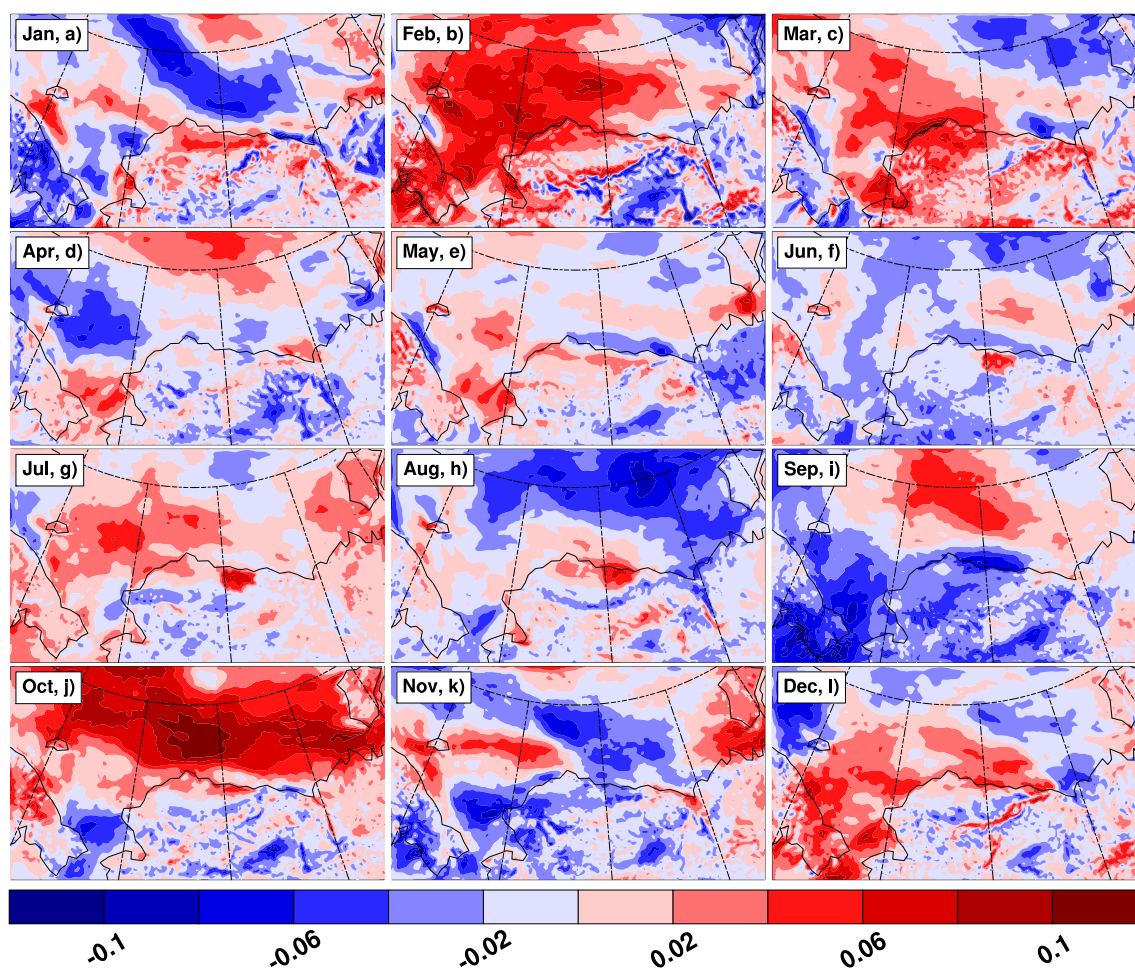 Jan, a)
Feb, b)
Mar, c)
Apr, d)
May, e)
Jun, f)
Jul, g)
Aug, h)
Sep, i)
Oct, j)
Nov, k)
Dec, l)
-0.1
-0.06
-0.02
0.02
0.06
0.1